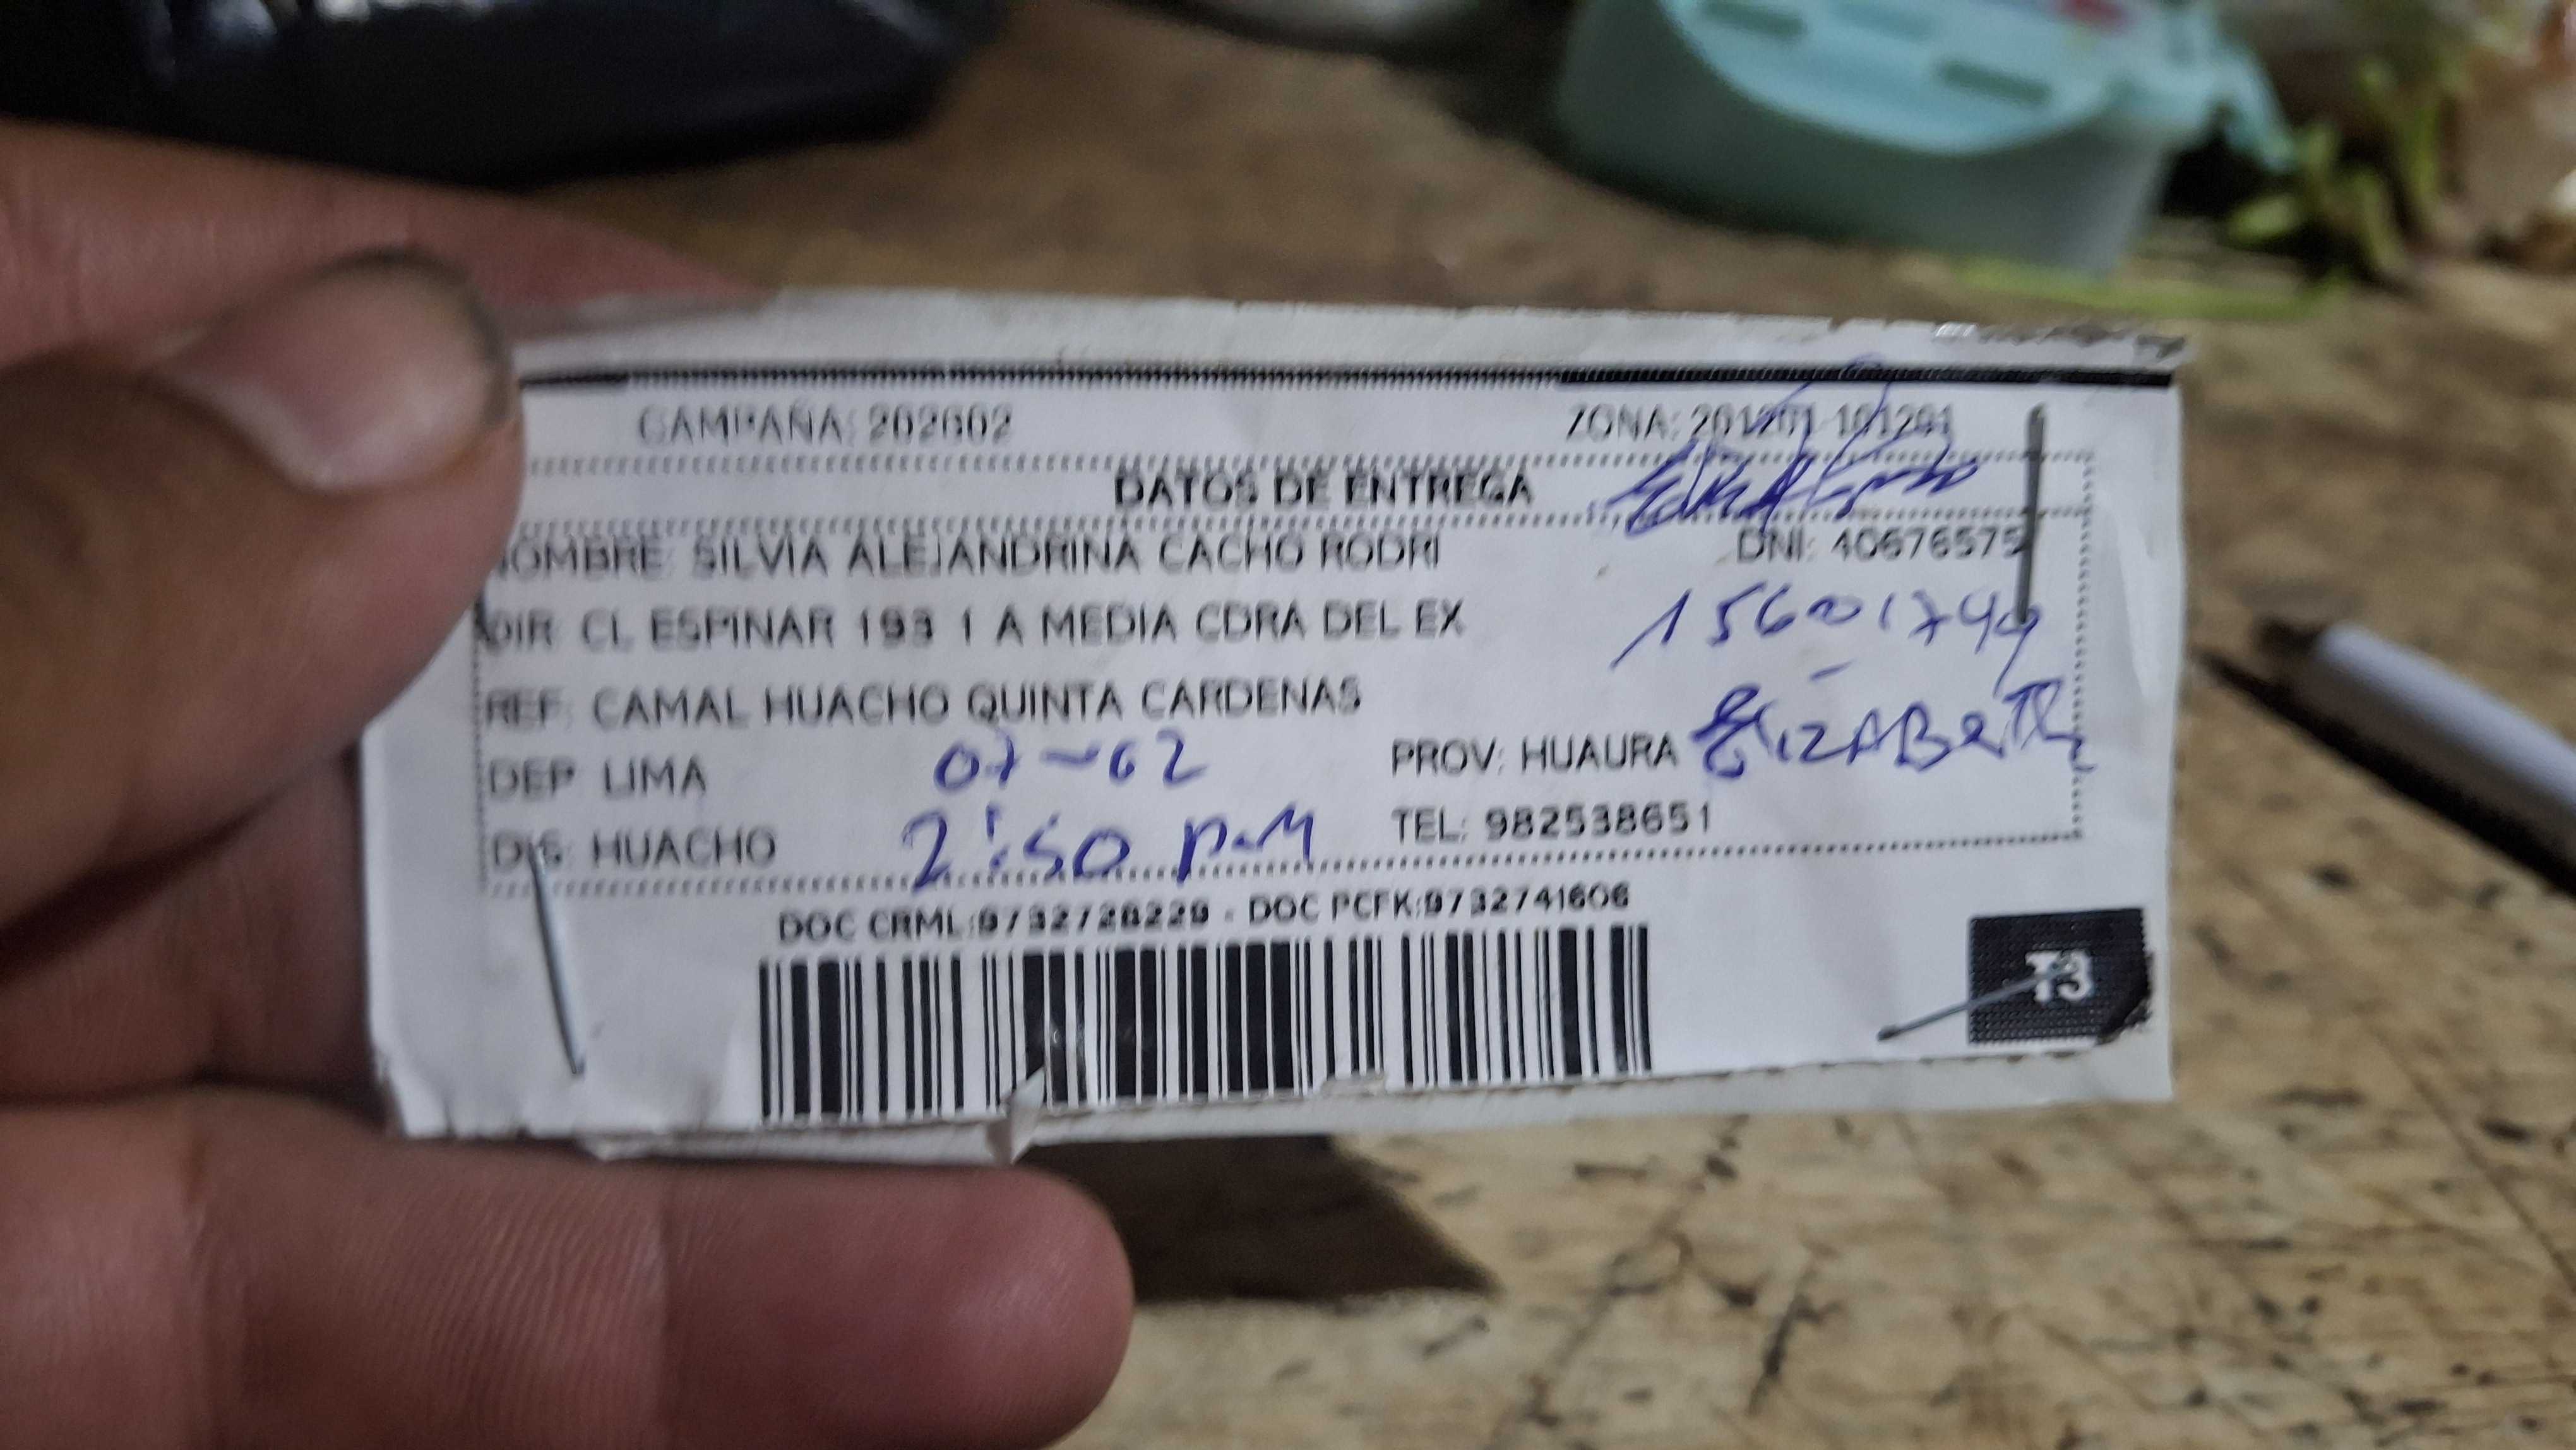 CAMPAÑA: 202602 ZONA: 201201-101201
DATOS DE ENTREGA
NOMBRE: SILVIA ALEJANDRINA CACHO RODRI DNI: 40676575
DIR: CL ESPINAR 193 1 A MEDIA CDRA DEL EX
15601749
REF: CAMAL HUACHO QUINTA CARDENAS
DEP: LIMA 07-02 PROV: HUAURA ElizABeTh
DIS: HUACHO 2:50 p.M TEL: 982538651
DOC CRML:9732728229 - DOC PCFK:9732741606
T3